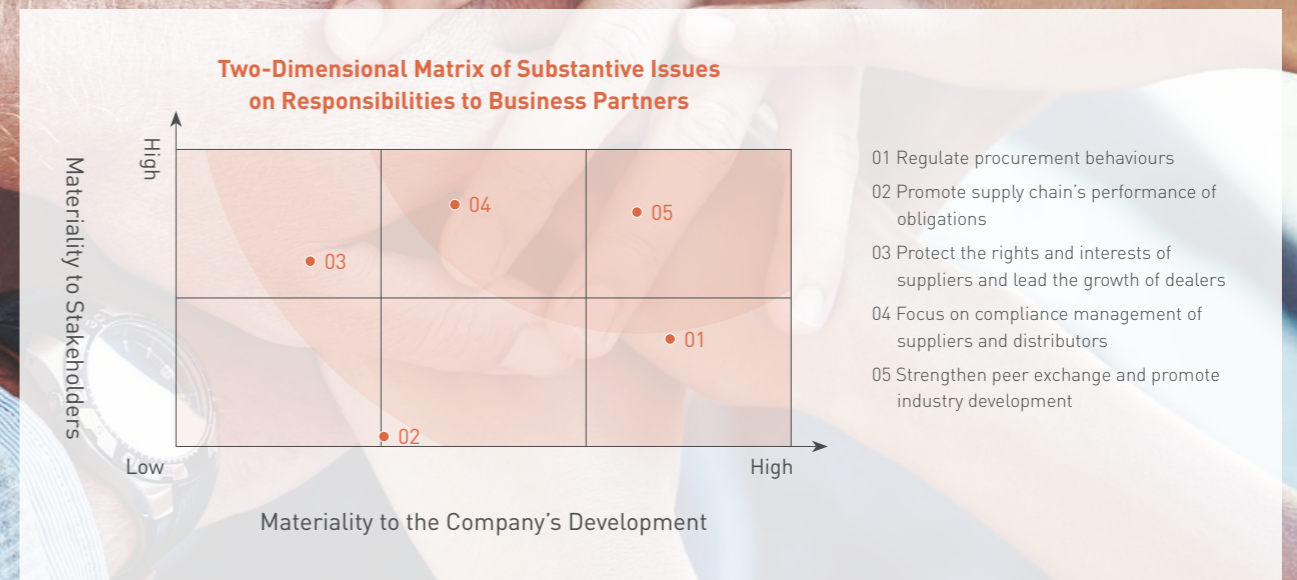 Two-Dimensional Matrix of Substantive Issues
on Responsibilities to Business Partners
High
Materiality to Stakeholders
04
05
03
01
02
Low
High
Materiality to the Company's Development
01 Regulate procurement behaviours
02 Promote supply chain's performance of
obligations
03 Protect the rights and interests of
suppliers and lead the growth of dealers
04 Focus on compliance management of
suppliers and distributors
05 Strengthen peer exchange and promote
industry development